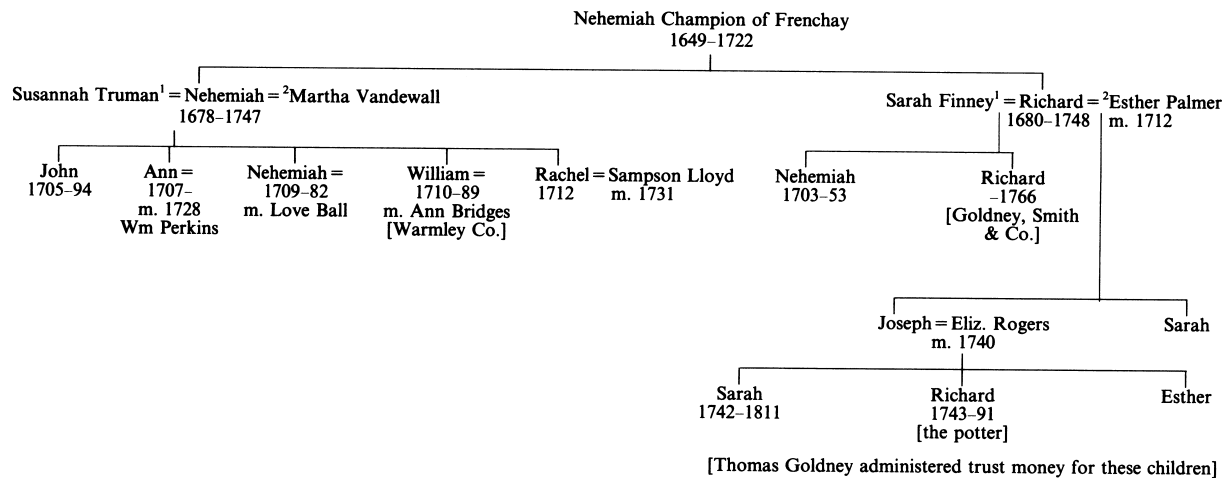 Nehemiah Champion of Frenchay
1649–1722
Susannah Truman¹ = Nehemiah = ²Martha Vandewall
1678–1747
Sarah Finney¹ = Richard = ²Esther Palmer
1680–1748 m. 1712
John
1705–94
Ann =
1707–
m. 1728
Wm Perkins
Nehemiah =
1709–82
m. Love Ball
William =
1710–89
m. Ann Bridges
[Warmley Co.]
Rachel = Sampson Lloyd
1712 m. 1731
Nehemiah
1703–53
Richard
–1766
[Goldney, Smith
& Co.]
Joseph = Eliz. Rogers
m. 1740
Sarah
Sarah
1742–1811
Richard
1743–91
[the potter]
Esther
[Thomas Goldney administered trust money for these children]